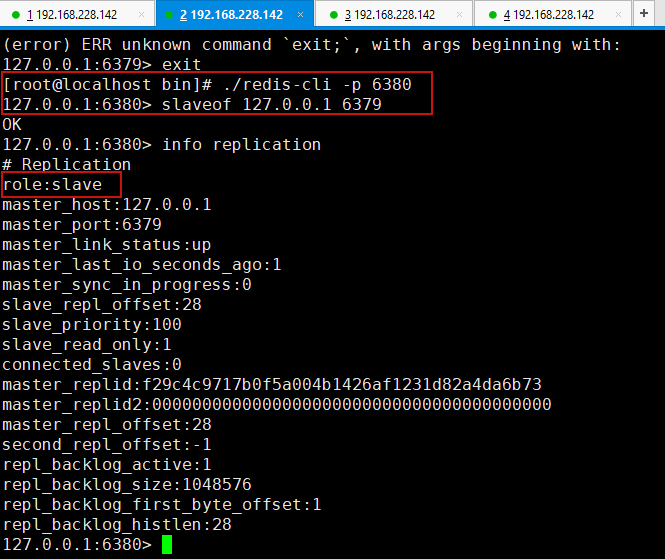 1 192.168.228.142 × 2 192.168.228.142 × 3 192.168.228.142 × 4 192.168.228.142 × +
(error) ERR unknown command `exit;`, with args beginning with:
127.0.0.1:6379> exit
[root@localhost bin]# ./redis-cli -p 6380
127.0.0.1:6380> slaveof 127.0.0.1 6379
OK
127.0.0.1:6380> info replication
# Replication
role:slave
master_host:127.0.0.1
master_port:6379
master_link_status:up
master_last_io_seconds_ago:1
master_sync_in_progress:0
slave_repl_offset:28
slave_priority:100
slave_read_only:1
connected_slaves:0
master_replid:f29c4c9717b0f5a004b1426af1231d82a4da6b73
master_replid2:0000000000000000000000000000000000000000
master_repl_offset:28
second_repl_offset:-1
repl_backlog_active:1
repl_backlog_size:1048576
repl_backlog_first_byte_offset:1
repl_backlog_histlen:28
127.0.0.1:6380>